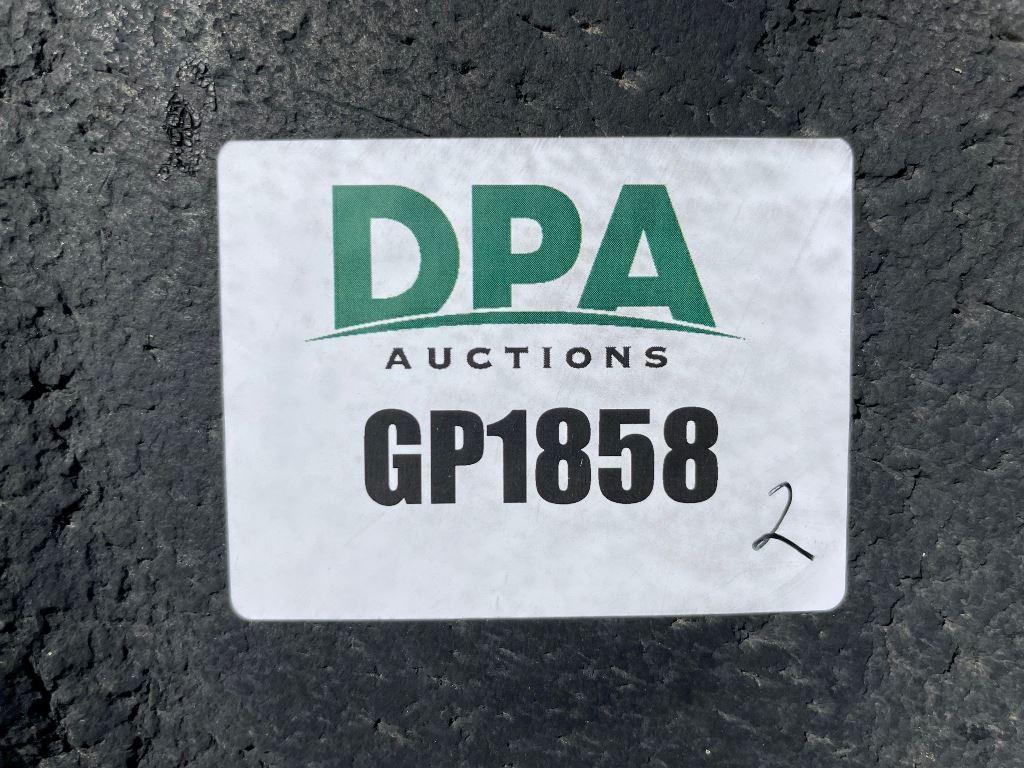 DPA
AUCTIONS
GP1858
2